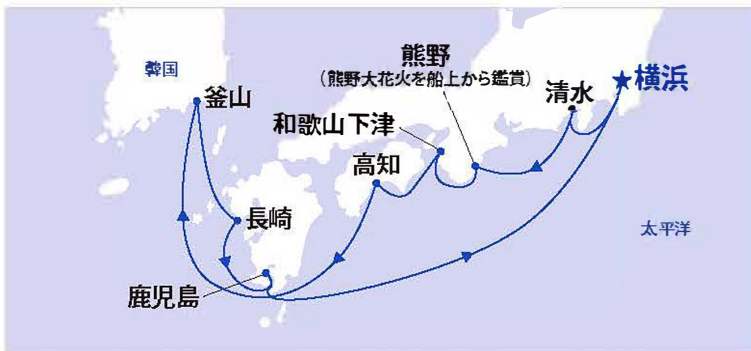 熊野
(熊野大花火を船上から鑑賞)
韓国
釜山
清水
★横浜
和歌山下津
高知
長崎
太平洋
鹿児島